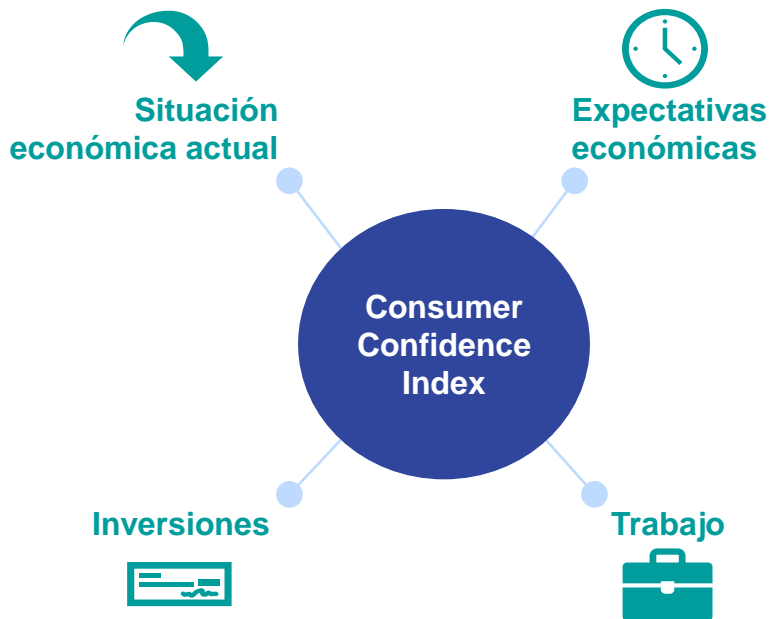 Situación
económica actual
Expectativas
económicas
Consumer
Confidence
Index
Inversiones
Trabajo